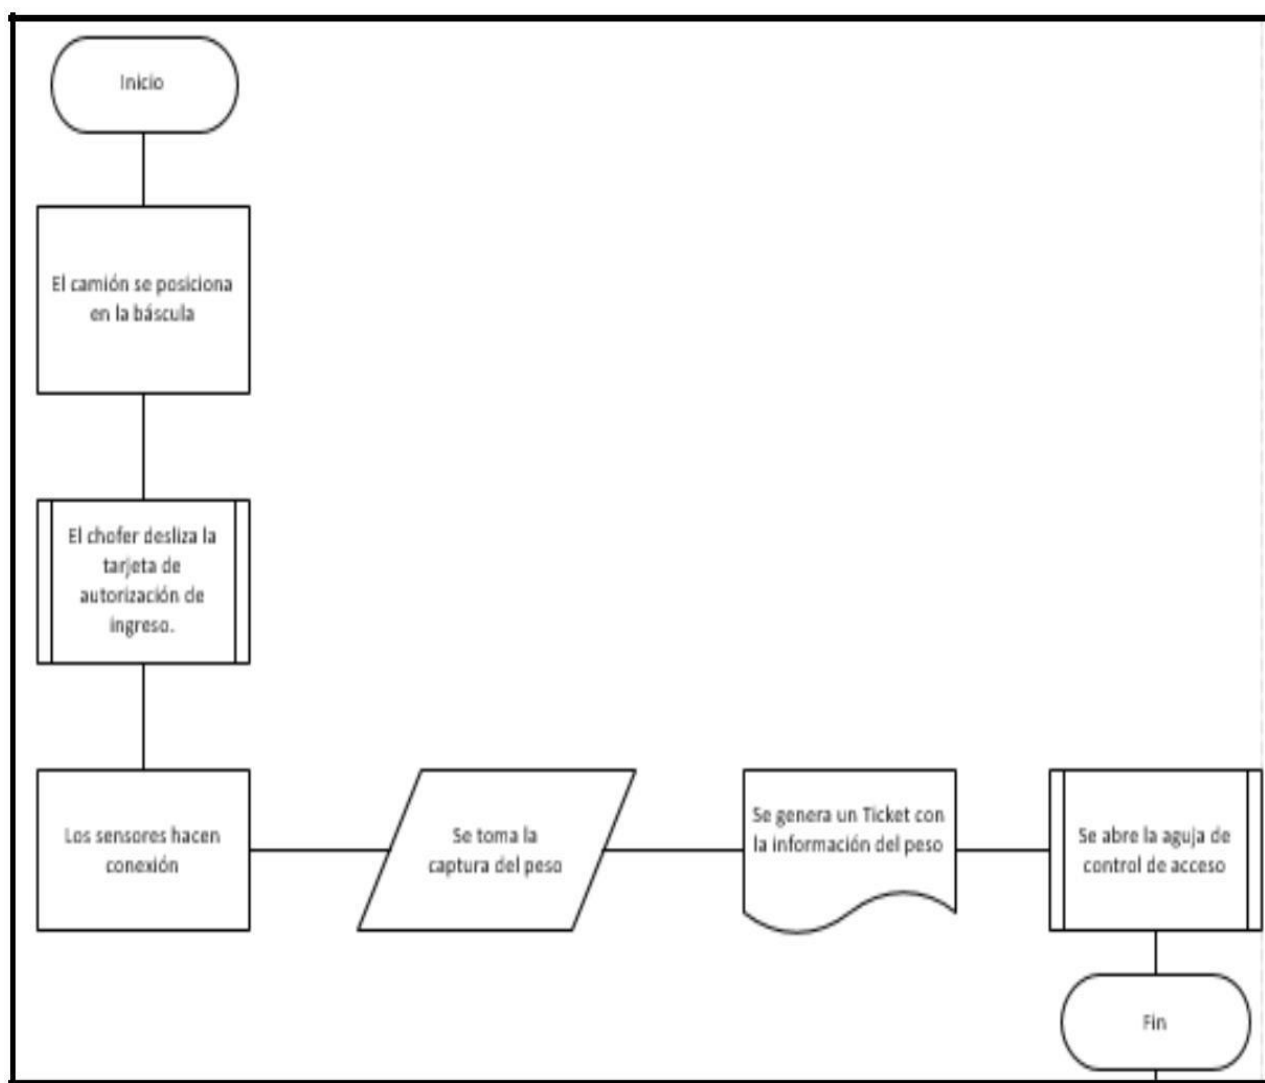 Inicio
El camión se posiciona
en la báscula
El chofer desliza la
tarjeta de
autorización de
ingreso.
Los sensores hacen
conexión
Se toma la
captura del peso
Se genera un Ticket con
la información del peso
Se abre la aguja de
control de acceso
Fin